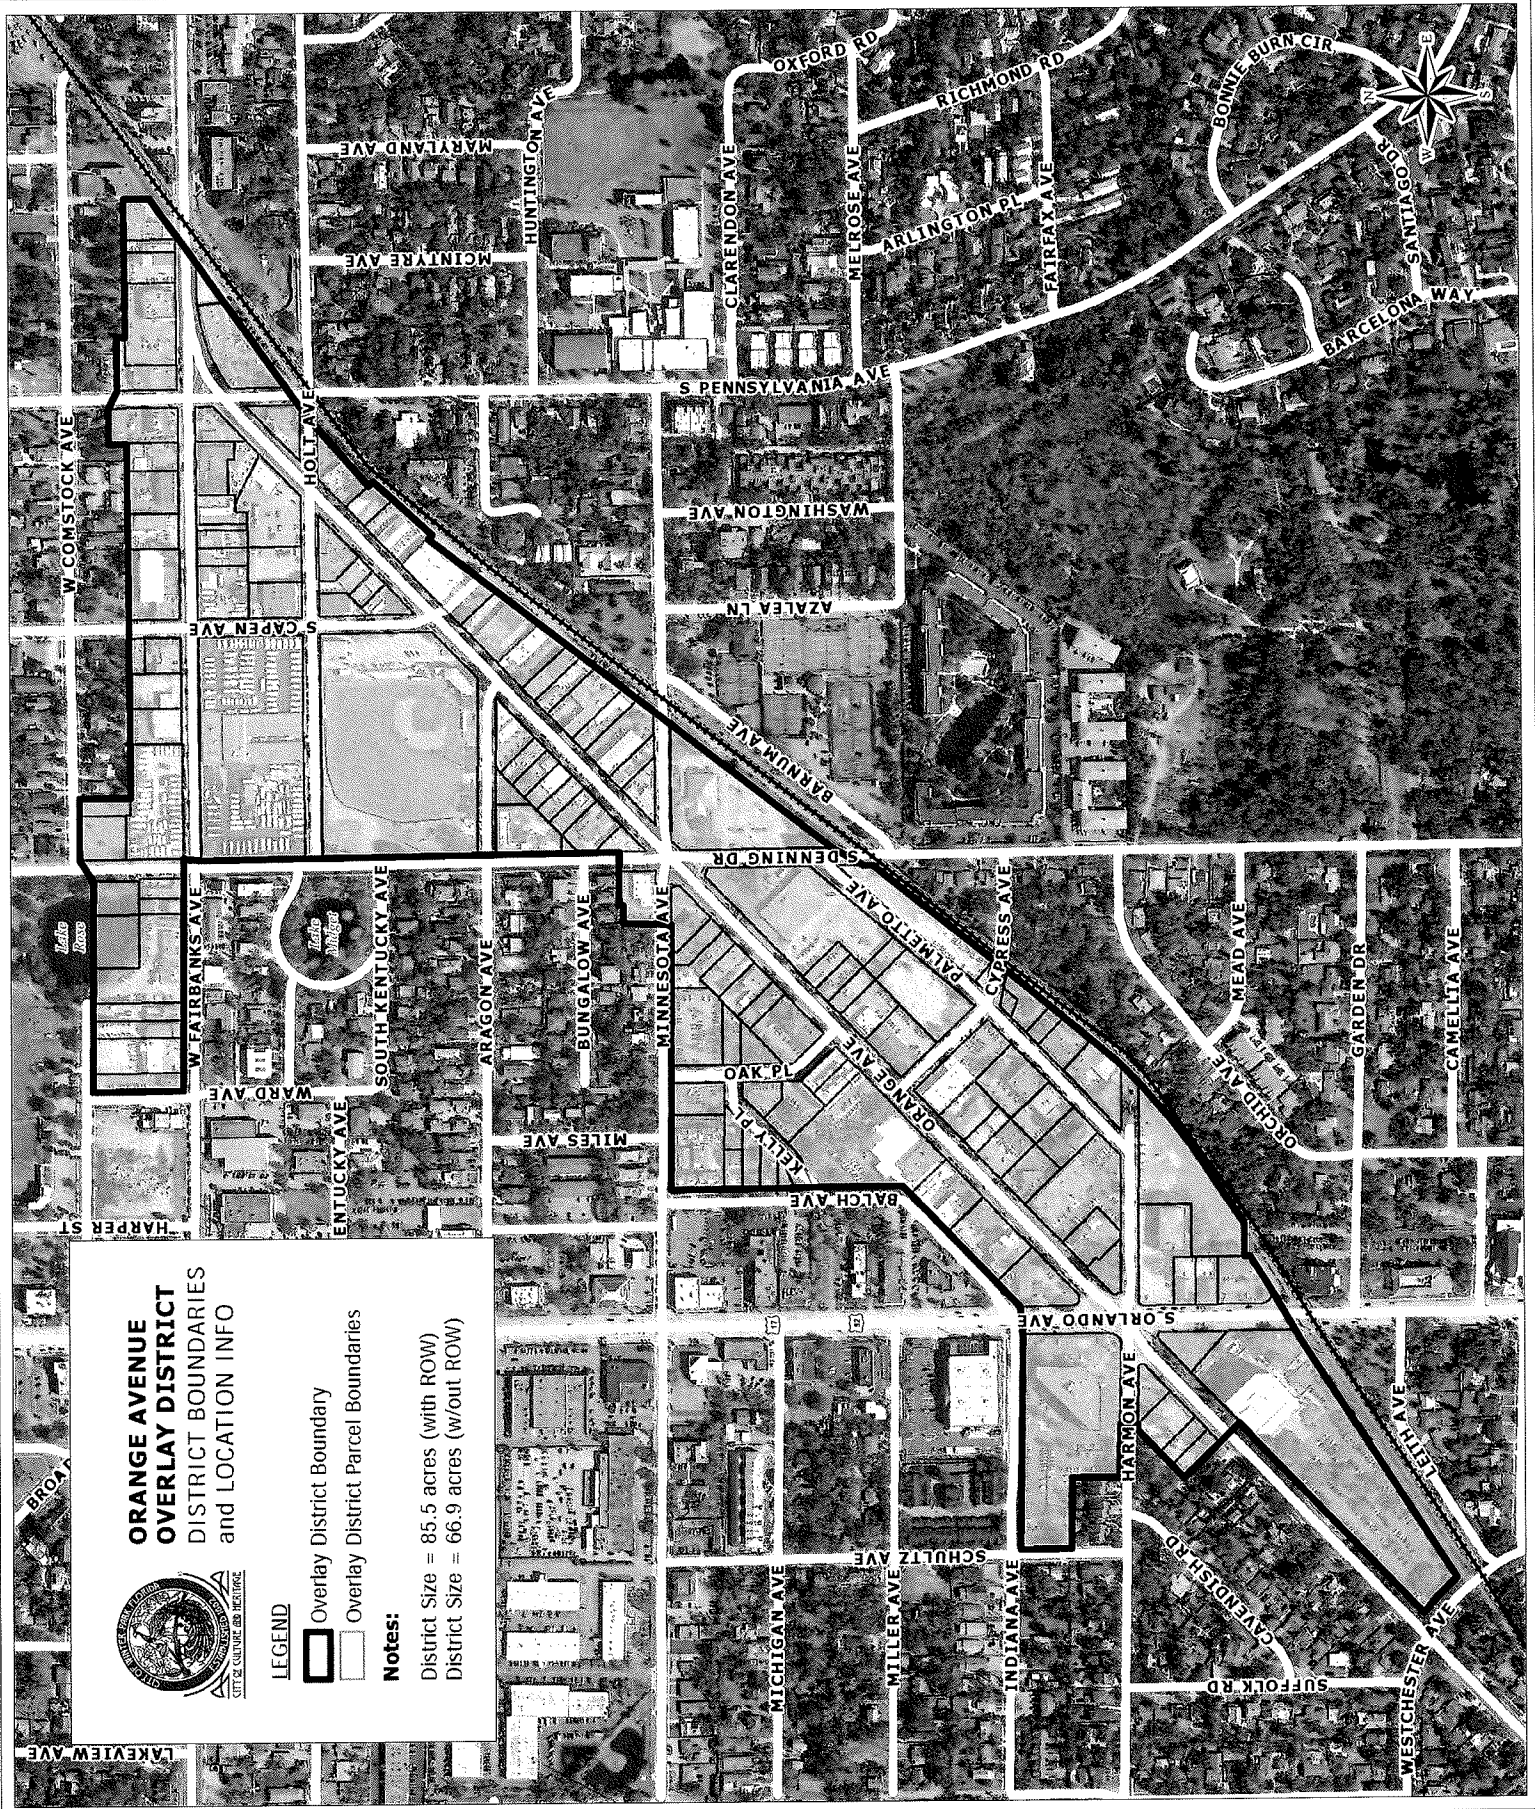 ORANGE AVENUE
OVERLAY DISTRICT
DISTRICT BOUNDARIES
and LOCATION INFO
CITY OF CULTURE AND HERITAGE
LEGEND
Overlay District Boundary
Overlay District Parcel Boundaries
Notes:
District Size = 85.5 acres (with ROW)
District Size = 66.9 acres (w/out ROW)
LAKEVIEW AVE
BROAD
HARPER ST
W COMSTOCK AVE
Lake
Rose
W FAIRBANKS AVE
Lake
Midget
WARD AVE
SOUTH KENTUCKY AVE
ENTUCKY AVE
ARAGON AVE
MILES AVE
BUNGALOW AVE
MINNESOTA AVE
S CAPEN AVE
HOLT AVE
MARYLAND AVE
MCINTYRE AVE
HUNTINGTON AVE
OXFORD RD
CLARENDON AVE
MELROSE AVE
RICHMOND RD
ARLINGTON PL
FAIRFAX AVE
BONNIE BURN CIR
SANTIAGO DR
BARCELONA WAY
S PENNSYLVANIA AVE
WASHINGTON AVE
AZALEA LN
BARNUM AVE
S DENNING DR
PALMETTO AVE
CYPRESS AVE
OAK PL
KELLY PL
ORANGE AVE
BALCH AVE
17
92
S ORLANDO AVE
MEAD AVE
ORCHID AVE
GARDEN DR
CAMELLIA AVE
HARMON AVE
LEITH AVE
SCHULTZ AVE
MICHIGAN AVE
MILLER AVE
INDIANA AVE
CAVENDISH RD
SUFFOLK RD
WESTCHESTER AVE
N
E
S
W